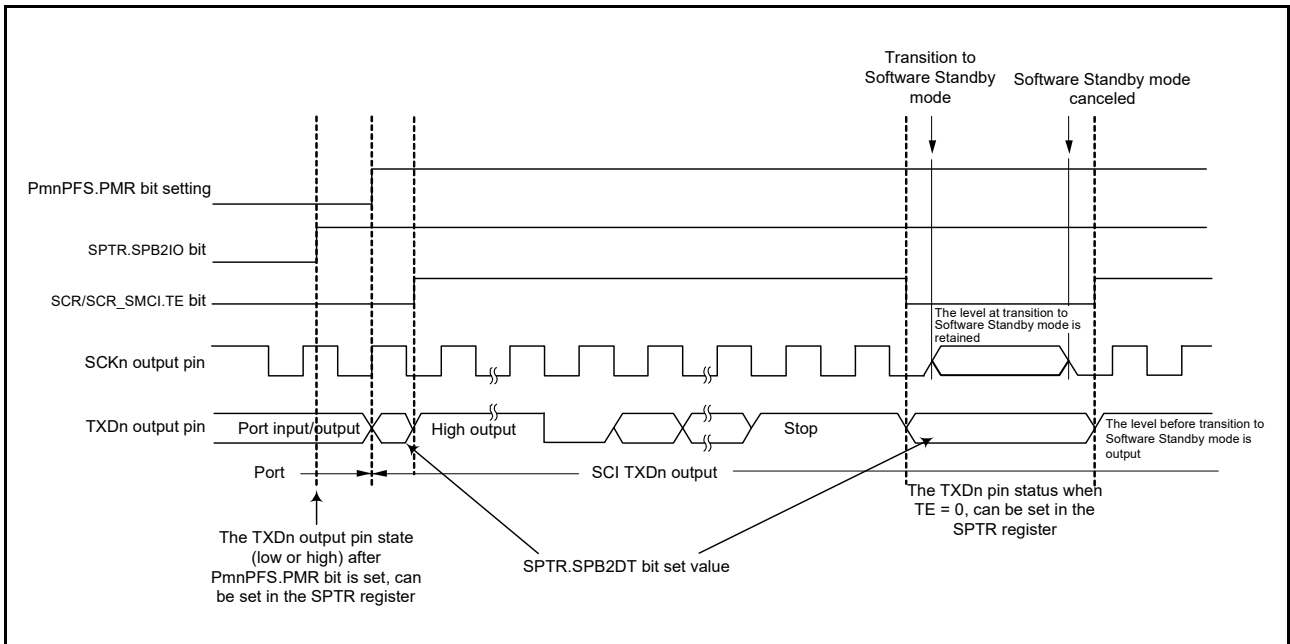 Transition to
Software Standby
mode
Software Standby mode
canceled
PmnPFS.PMR bit setting
SPTR.SPB2IO bit
SCR/SCR_SMCI.TE bit
The level at transition to
Software Standby mode is
retained
SCKn output pin
TXDn output pin
Port input/output
High output
Stop
The level before transition to
Software Standby mode is
output
Port
SCI TXDn output
The TXDn pin status when
TE = 0, can be set in the
SPTR register
The TXDn output pin state
(low or high) after
PmnPFS.PMR bit is set, can
be set in the SPTR register
SPTR.SPB2DT bit set value